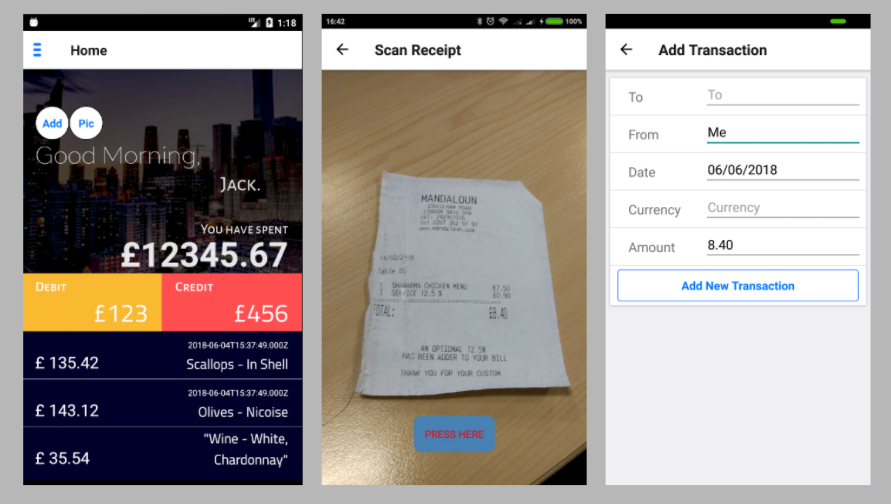 1:18
Home
Add
Pic
Good Morning,
Jack.
You have spent
£12345.67
Debit
£123
Credit
£456
2018-06-04T15:37:49.000Z
£ 135.42
Scallops - In Shell
2018-06-04T15:37:49.000Z
£ 143.12
Olives - Nicoise
"Wine - White,
£ 35.54
Chardonnay"
16:42
100%
Scan Receipt
MANDALOUN
www.mandaloun.com
Table
1 SHAWARMA CHICKEN MENU £7.50
1 SERVICE 12.5 % £0.90
TOTAL: £8.40
AN OPTIONAL 12.5%
HAS BEEN ADDED TO YOUR BILL
THANK YOU FOR YOUR CUSTOM
PRESS HERE
Add Transaction
To
To
From
Me
Date
06/06/2018
Currency
Currency
Amount
8.40
Add New Transaction